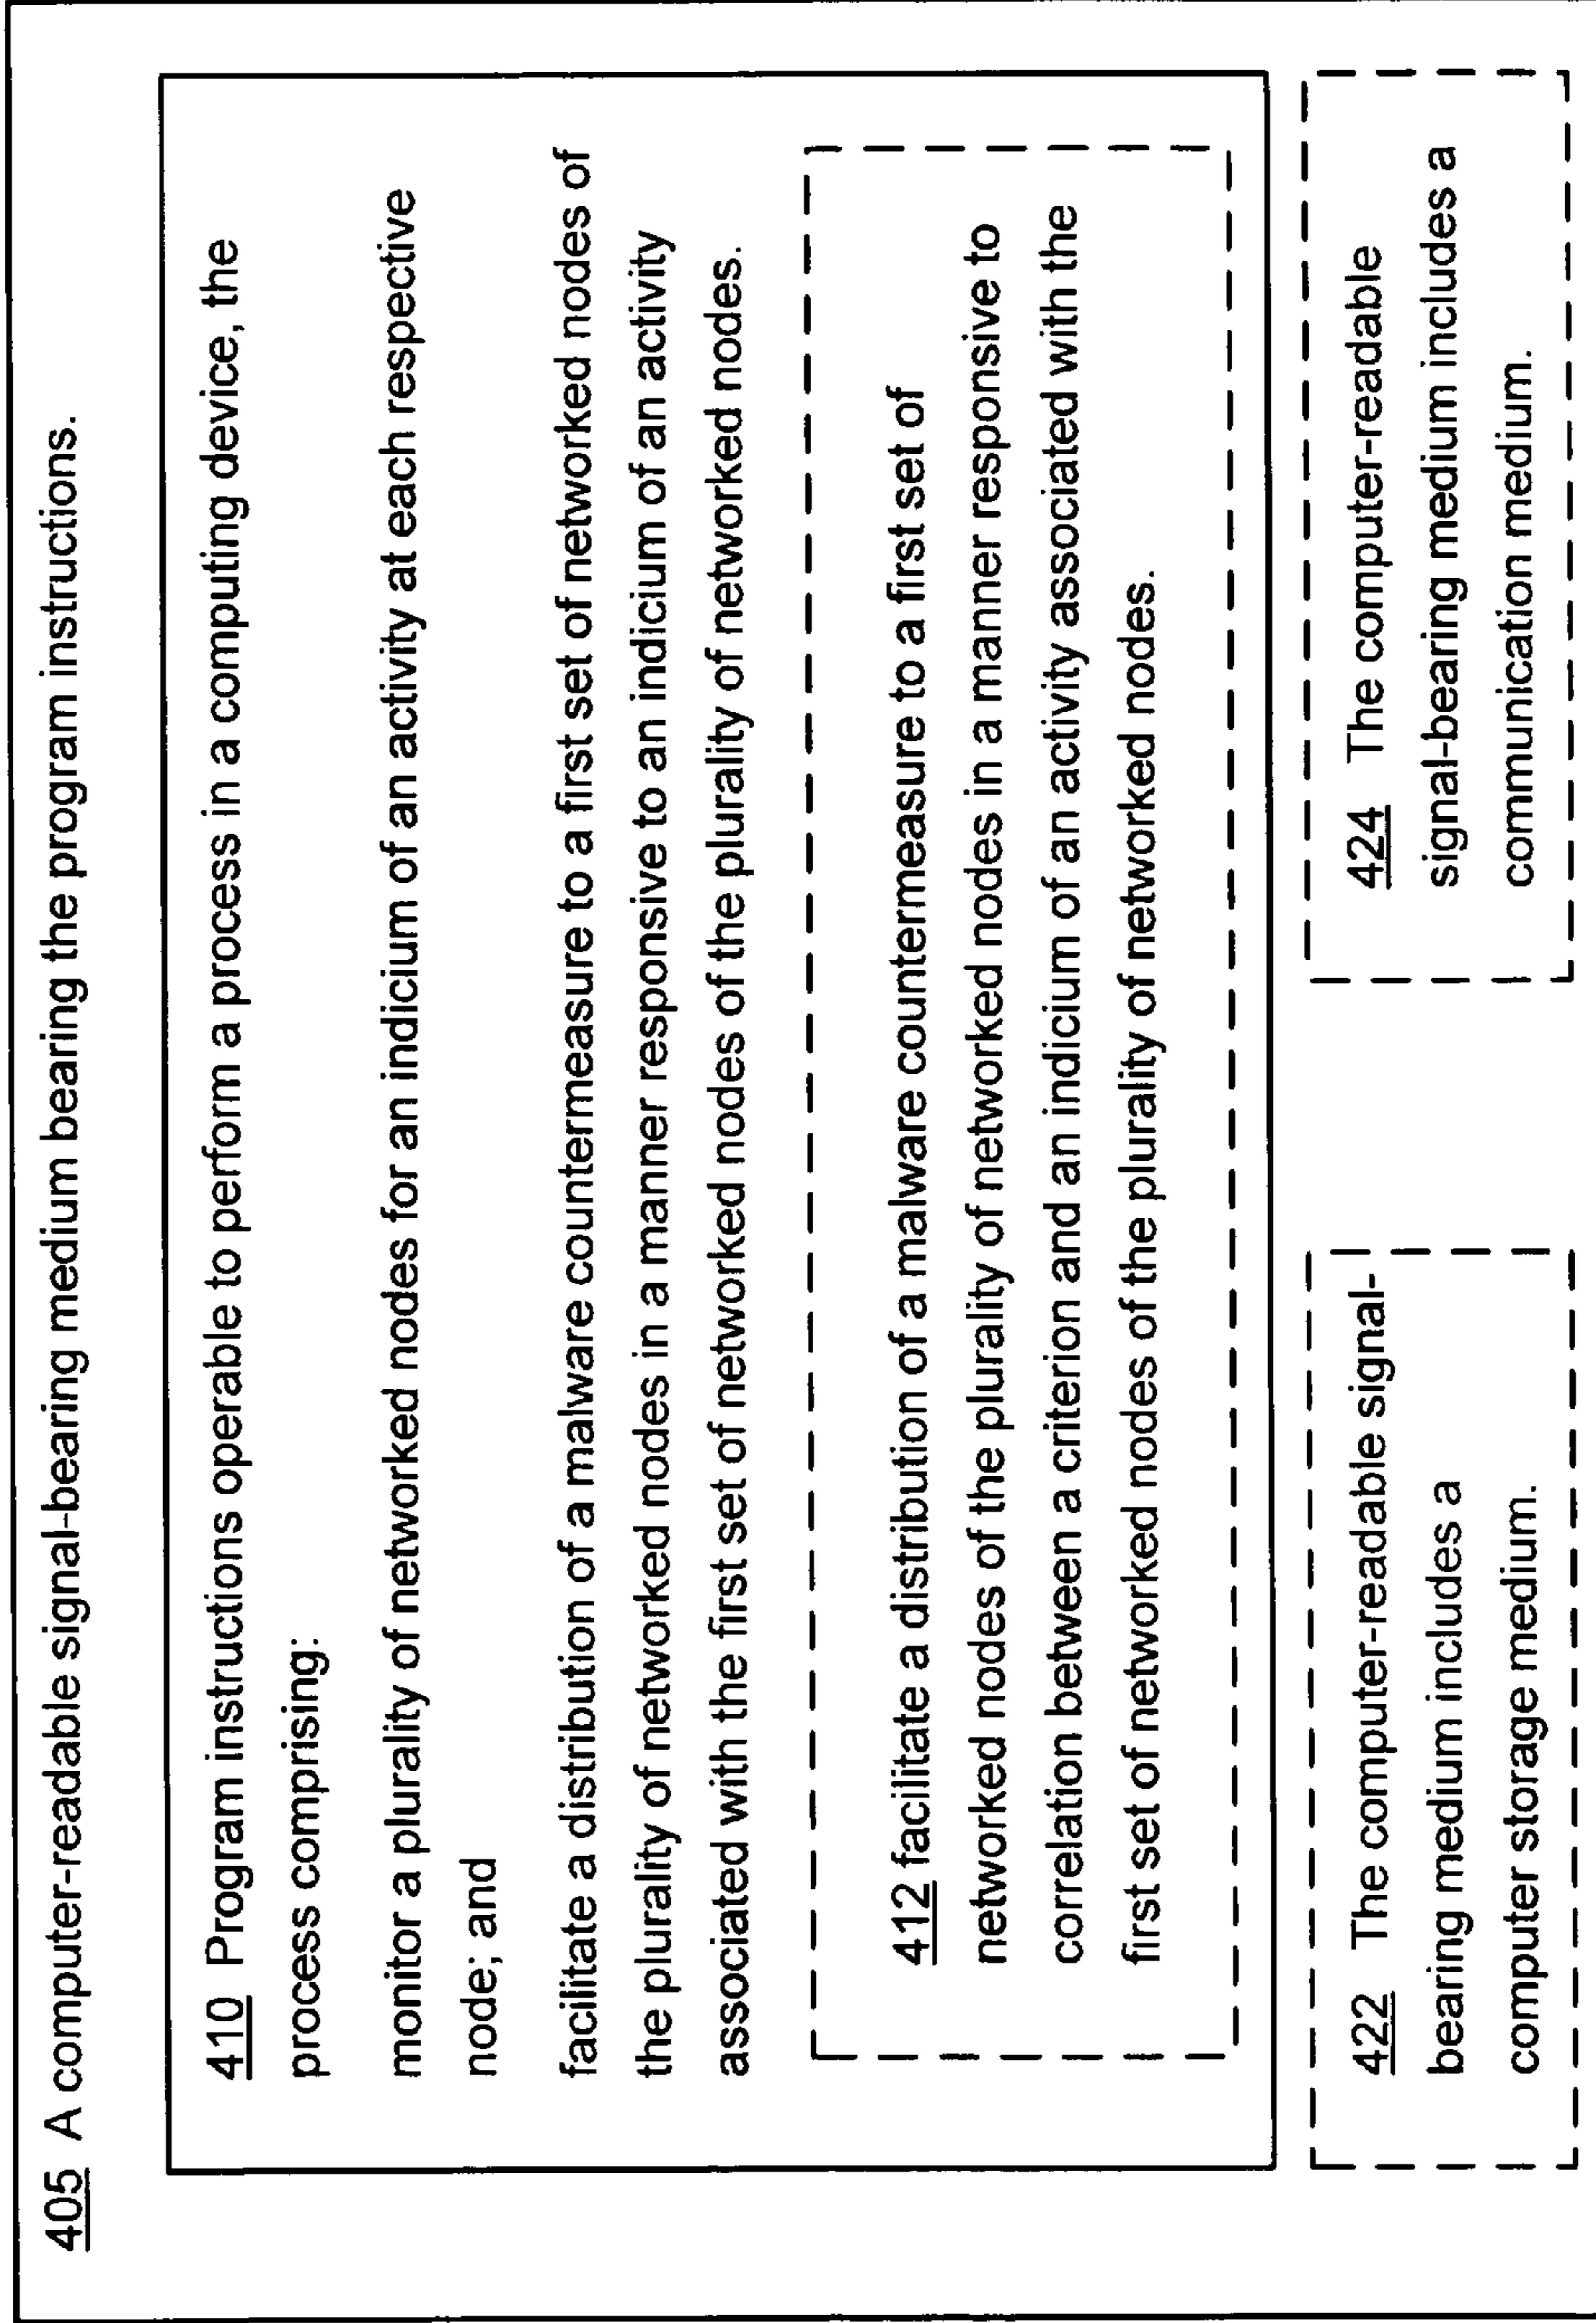 405 A computer-readable signal-bearing medium bearing the program instructions.
410 Program instructions operable to perform a process in a computing device, the
process comprising:
monitor a plurality of networked nodes for an indicium of an activity at each respective
node; and
facilitate a distribution of a malware countermeasure to a first set of networked nodes of
the plurality of networked nodes in a manner responsive to an indicium of an activity
associated with the first set of networked nodes of the plurality of networked nodes.
412 facilitate a distribution of a malware countermeasure to a first set of
networked nodes of the plurality of networked nodes in a manner responsive to
correlation between a criterion and an indicium of an activity associated with the
first set of networked nodes of the plurality of networked nodes.
422 The computer-readable signal-
bearing medium includes a
computer storage medium.
424 The computer-readable
signal-bearing medium includes a
communication medium.